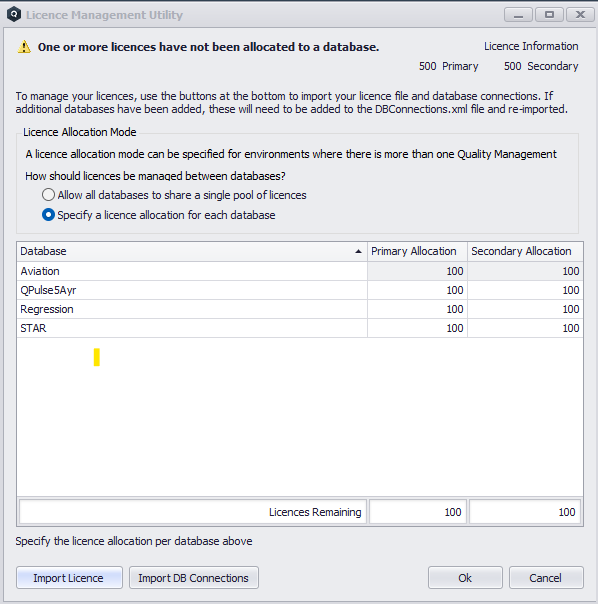 Licence Management Utility
One or more licences have not been allocated to a database.
Licence Information
500 Primary 500 Secondary
To manage your licences, use the buttons at the bottom to import your licence file and database connections. If
additional databases have been added, these will need to be added to the DBConnections.xml file and re-imported.
Licence Allocation Mode
A licence allocation mode can be specified for environments where there is more than one Quality Management
How should licences be managed between databases?
Allow all databases to share a single pool of licences
Specify a licence allocation for each database
Database Primary Allocation Secondary Allocation
Aviation 100 100
QPulse5Ayr 100 100
Regression 100 100
STAR 100 100
Licences Remaining 100 100
Specify the licence allocation per database above
Import Licence Import DB Connections Ok Cancel